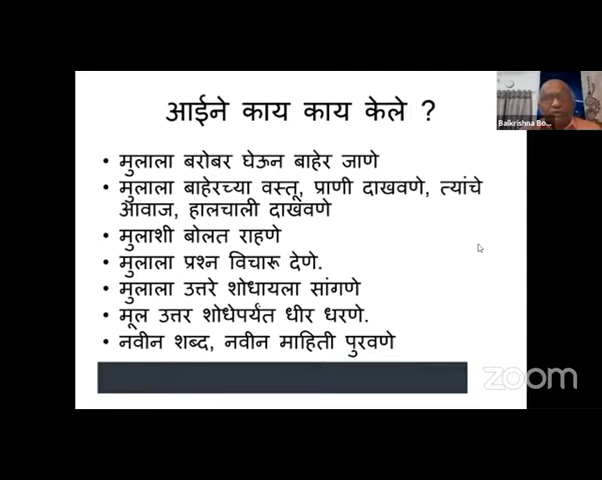 आईने काय काय केले ?
• मुलाला बरोबर घेऊन बाहेर जाणे
• मुलाला बाहेरच्या वस्तू, प्राणी दाखवणे, त्यांचे
आवाज, हालचाली दाखवणे
• मुलाशी बोलत राहणे
• मुलाला प्रश्न विचारू देणे.
• मुलाला उत्तरे शोधायला सांगणे
• मूल उत्तर शोधेपर्यंत धीर धरणे.
• नवीन शब्द, नवीन माहिती पुरवणे
Balkrishna Bo...
zoom